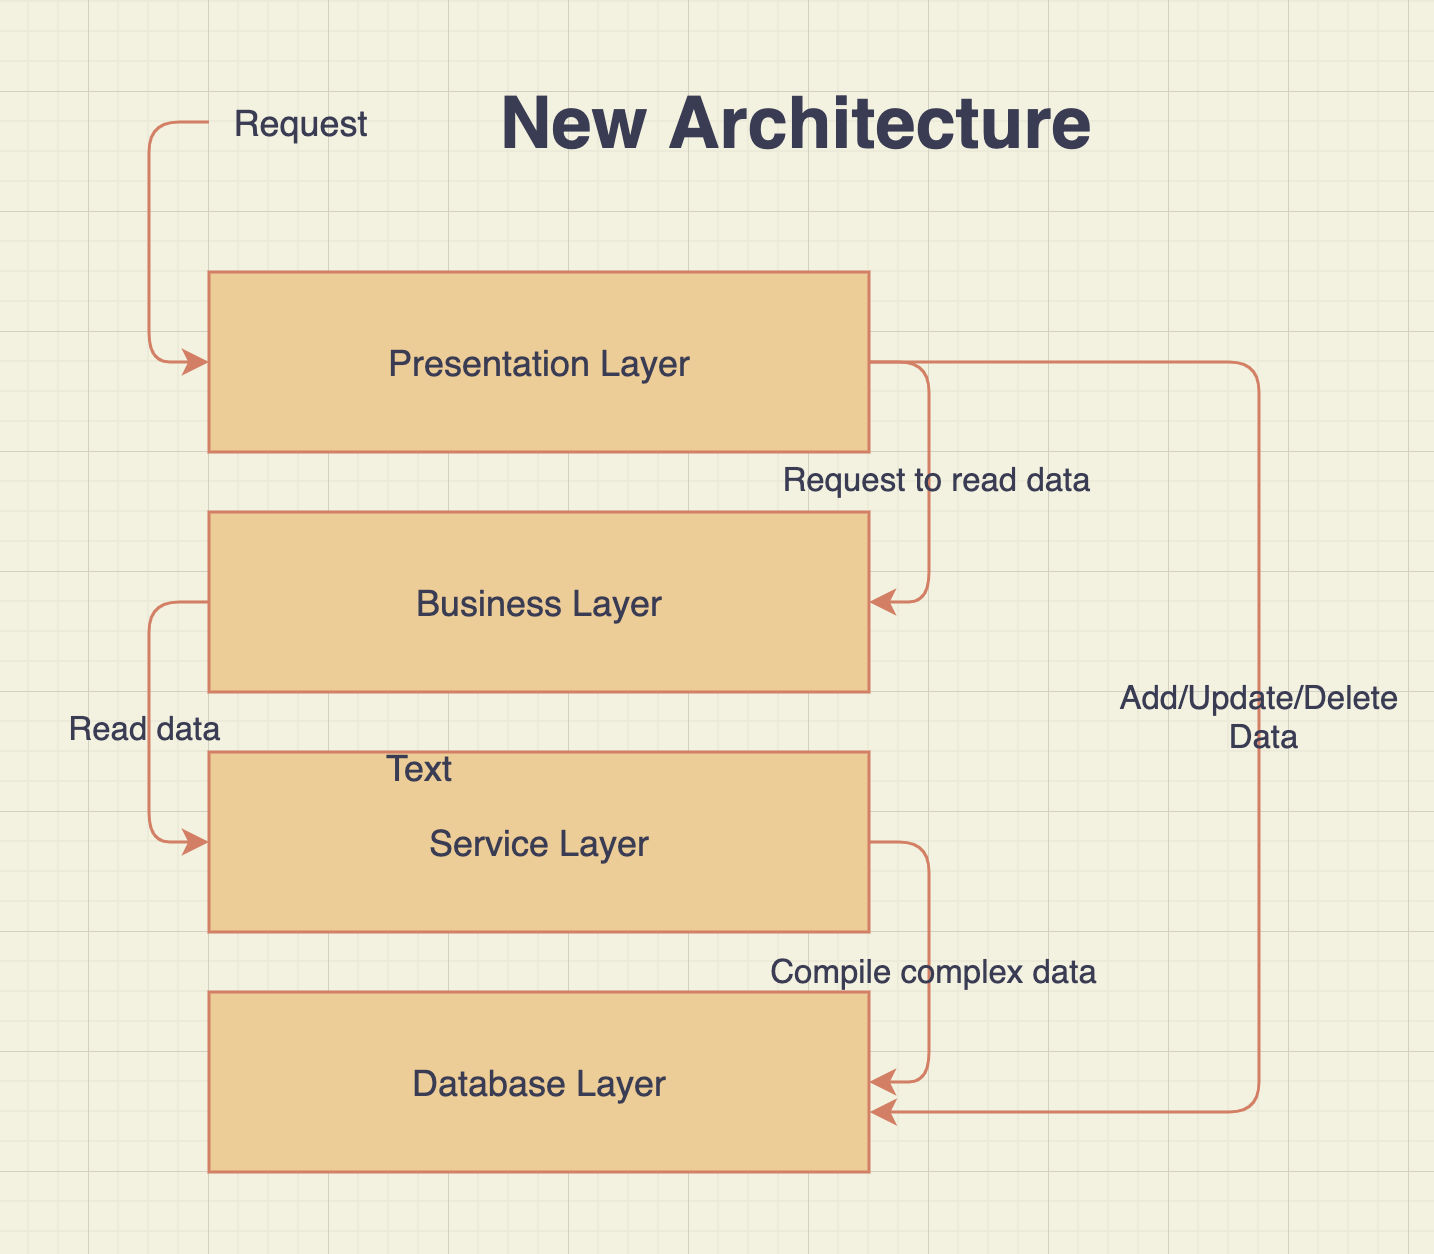 Request
New Architecture
Presentation Layer
Request to read data
Business Layer
Add/Update/Delete
Data
Read data
Text
Service Layer
Compile complex data
Database Layer